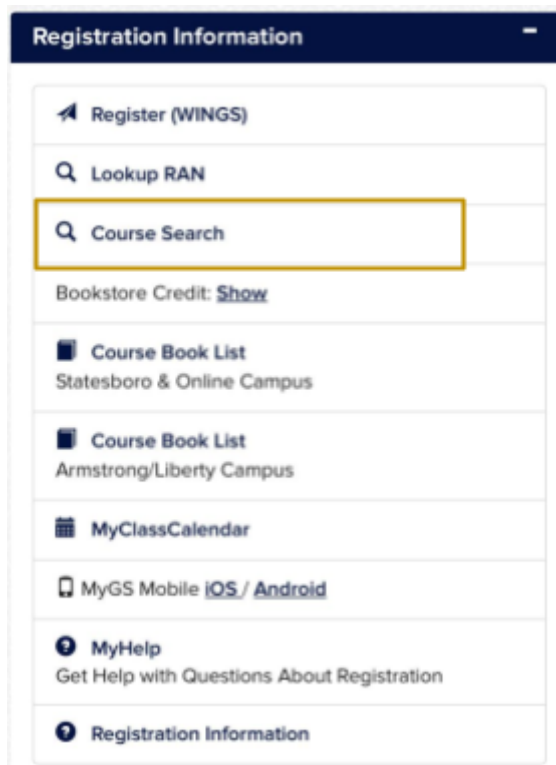 Registration Information
Register (WINGS)
Lookup RAN
Course Search
Bookstore Credit: Show
Course Book List
Statesboro & Online Campus
Course Book List
Armstrong/Liberty Campus
MyClassCalendar
MyGS Mobile iOS / Android
MyHelp
Get Help with Questions About Registration
Registration Information